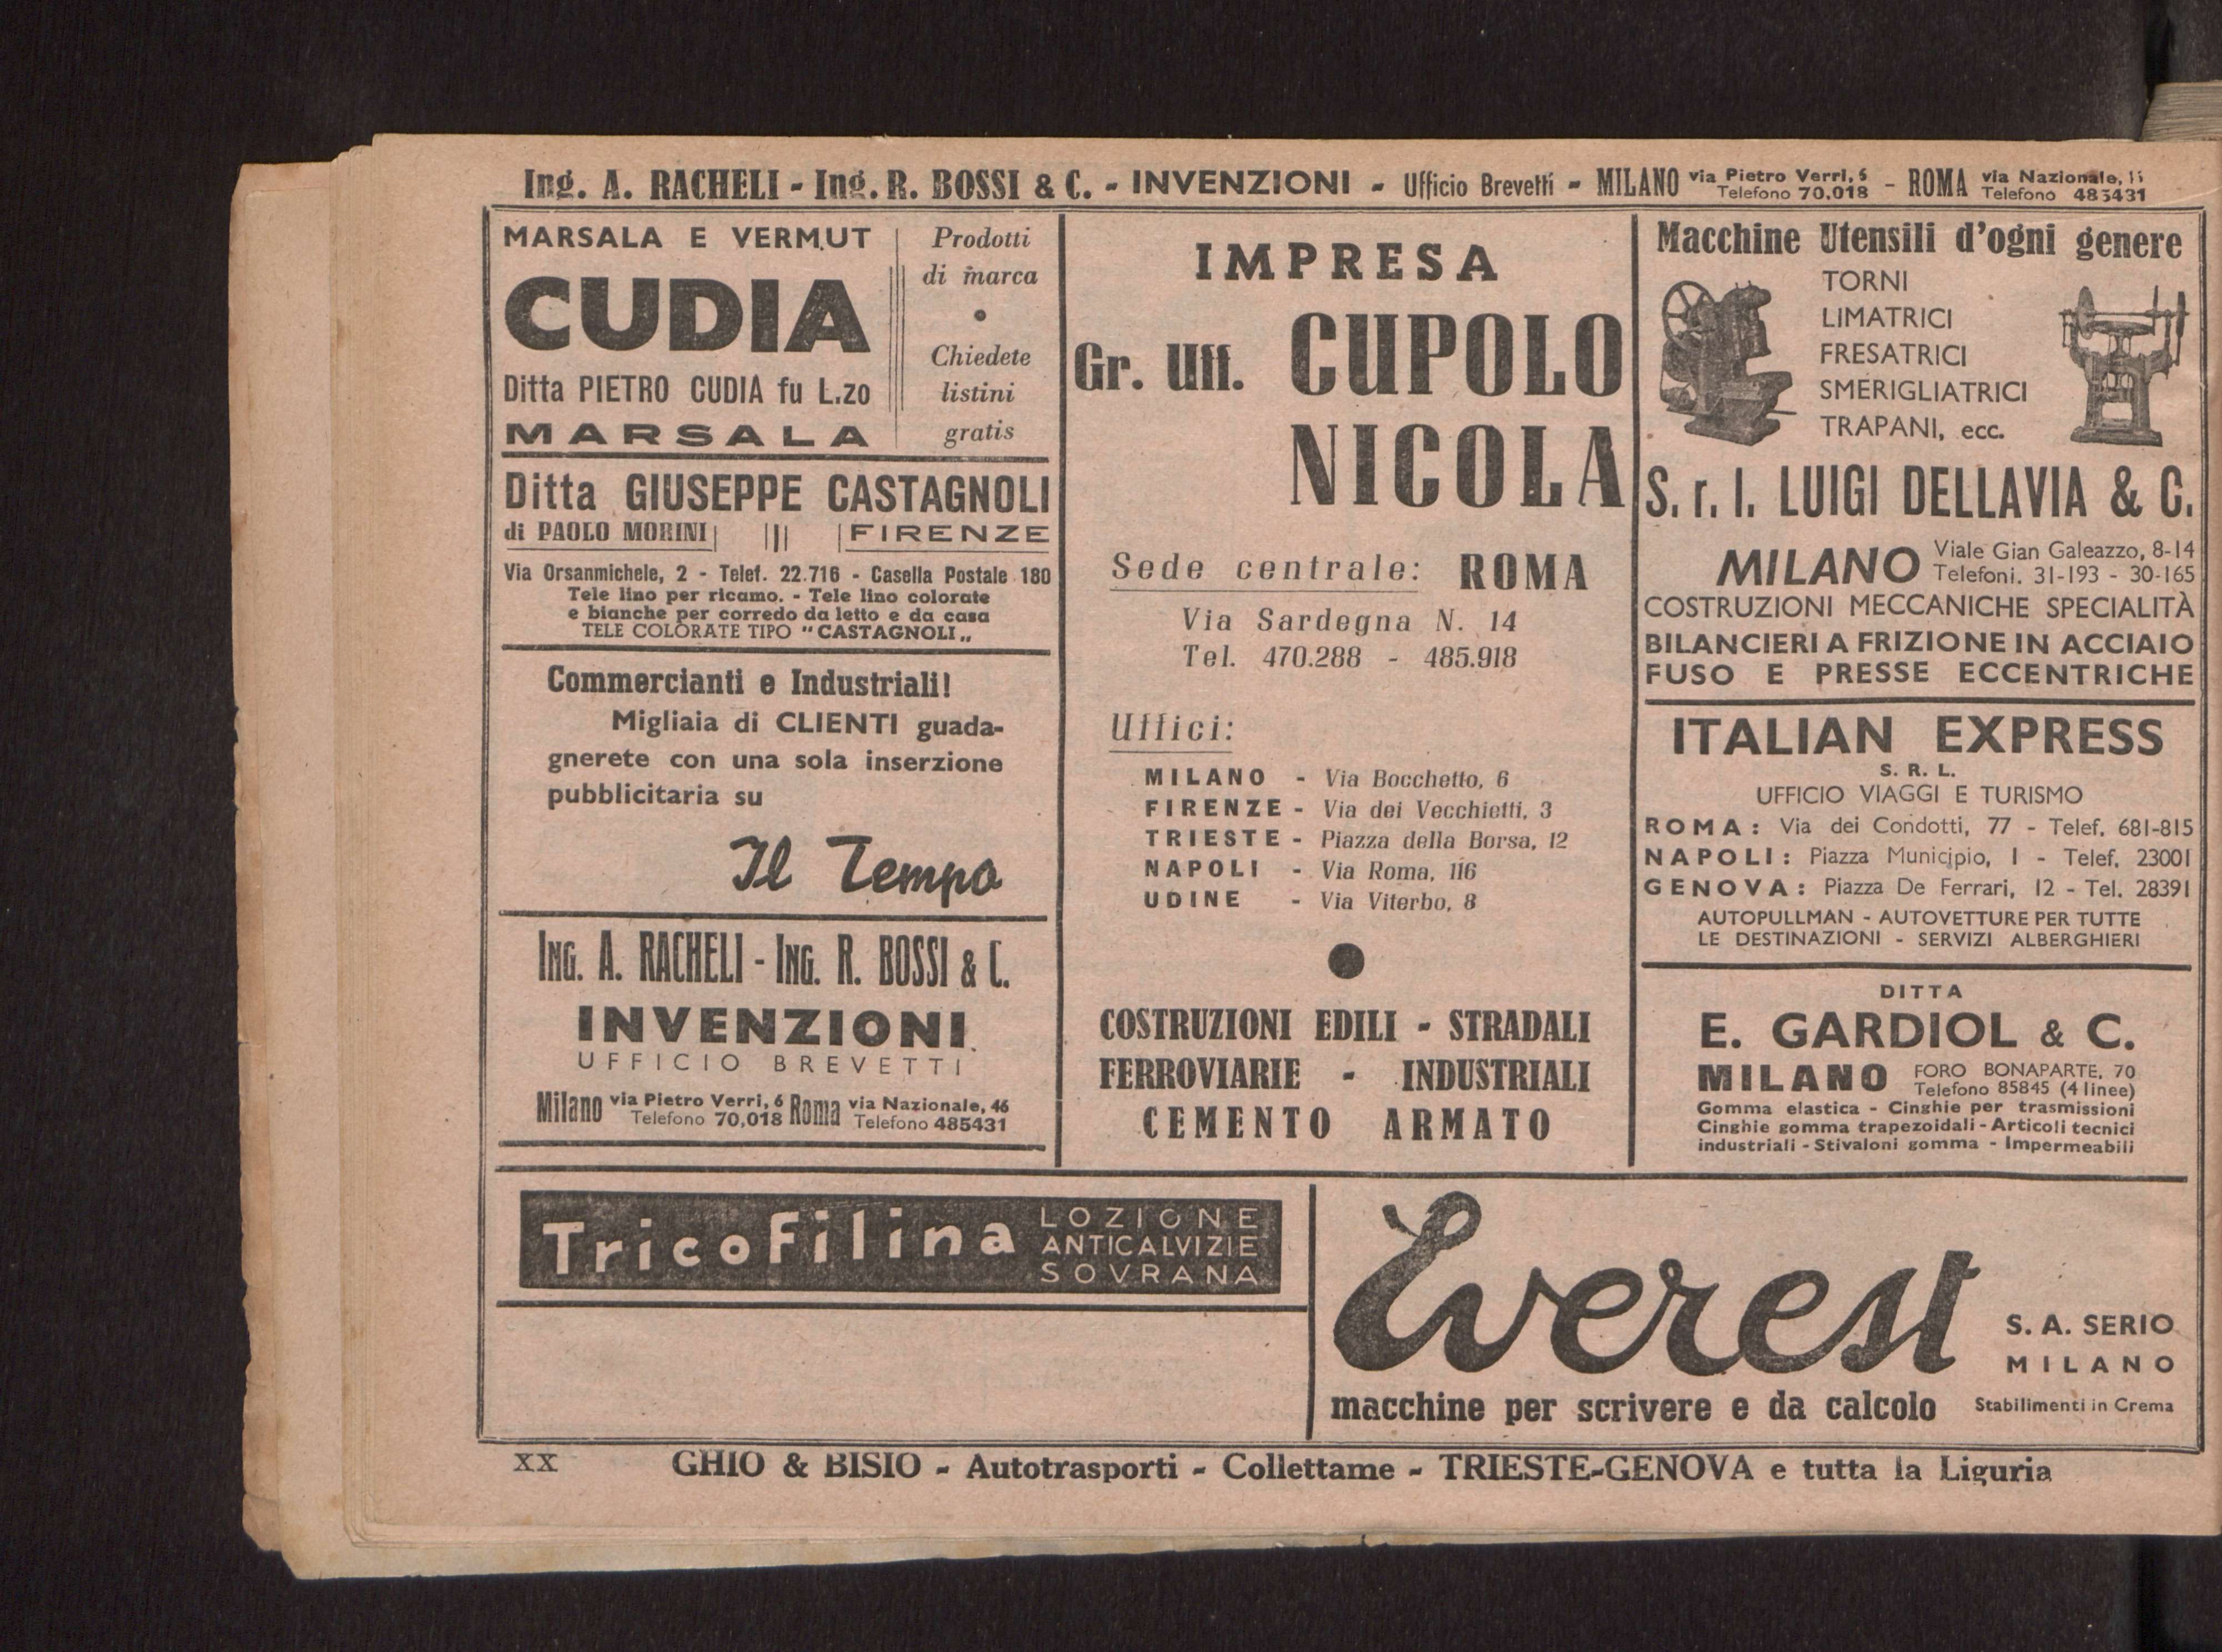 Ing. A. RACHELI - Ing. R. BOSSI & C. - INVENZIONI - Ufficio Brevetti - MILANO via Pietro Verri, 6 Telefono 70,018 - ROMA via Nazionale, Telefono 485431
MARSALA E VERMUT
CUDIA
Ditta PIETRO CUDIA fu L.zo
MARSALA
Prodotti
di marca
•
Chiedete
listini
gratis
Ditta GIUSEPPE CASTAGNOLI
di PAOLO MORINI FIRENZE
Via Orsanmichele, 2 - Telef. 22.716 - Casella Postale 180
Tele lino per ricamo. - Tele lino colorate
e bianche per corredo da letto e da casa
TELE COLORATE TIPO "CASTAGNOLI„
Commercianti e Industriali!
Migliaia di CLIENTI guada-
gnerete con una sola inserzione
pubblicitaria su
Il Tempo
ING. A. RACHELI - ING. R. BOSSI & C.
INVENZIONI
UFFICIO BREVETTI
Milano via Pietro Verri, 6 Telefono 70,018 Roma via Nazionale, 46 Telefono 485431
IMPRESA
Gr. Uff. CUPOLO
NICOLA
Sede centrale: ROMA
Via Sardegna N. 14
Tel. 470.288 - 485.918
Uffici:
MILANO - Via Bocchetto, 6
FIRENZE - Via dei Vecchietti, 3
TRIESTE - Piazza della Borsa, 12
NAPOLI - Via Roma, 116
UDINE - Via Viterbo, 8
COSTRUZIONI EDILI - STRADALI
FERROVIARIE - INDUSTRIALI
CEMENTO ARMATO
Macchine Utensili d'ogni genere
TORNI
LIMATRICI
FRESATRICI
SMERIGLIATRICI
TRAPANI, ecc.
S. r. l. LUIGI DELLAVIA & C.
MILANO Viale Gian Galeazzo, 8-14
Telefoni. 31-193 - 30-165
COSTRUZIONI MECCANICHE SPECIALITÀ
BILANCIERI A FRIZIONE IN ACCIAIO
FUSO E PRESSE ECCENTRICHE
ITALIAN EXPRESS
S. R. L.
UFFICIO VIAGGI E TURISMO
ROMA: Via dei Condotti, 77 - Telef. 681-815
NAPOLI: Piazza Municipio, 1 - Telef. 23001
GENOVA: Piazza De Ferrari, 12 - Tel. 28391
AUTOPULLMAN - AUTOVETTURE PER TUTTE
LE DESTINAZIONI - SERVIZI ALBERGHIERI
DITTA
E. GARDIOL & C.
MILANO FORO BONAPARTE, 70
Telefono 85845 (4 linee)
Gomma elastica - Cinghie per trasmissioni
Cinghie gomma trapezoidali - Articoli tecnici
industriali - Stivaloni gomma - Impermeabili
Tricofilina
LOZIONE
ANTICALVIZIE
SOVRANA
Everest
S. A. SERIO
MILANO
macchine per scrivere e da calcolo
Stabilimenti in Crema
XX
GHIO & BISIO - Autotrasporti - Collettame - TRIESTE-GENOVA e tutta la Liguria